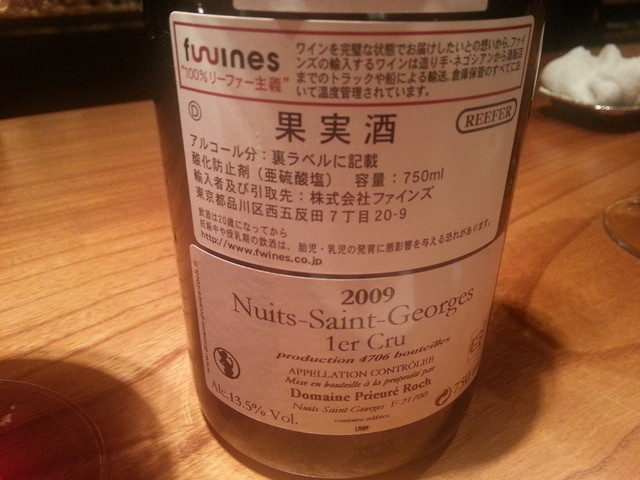 fwines
"100%リーファー主義"
ワインを完璧な状態でお届けしたいとの想いから、ファイ
ンズの輸入するワインは造り手・ネゴシアンから通関店
までのトラックや船による輸送、倉庫保管のすべてにお
いて温度管理されています。
D
果実酒
REEFER
アルコール分：裏ラベルに記載
酸化防止剤（亜硫酸塩） 容量：750ml
輸入者及び引取先：株式会社ファインズ
東京都品川区西五反田7丁目20-9
飲酒は20歳になってから
妊娠中や授乳期の飲酒は、胎児・乳児の発育に悪影響を与える恐れがあります。
http://www.fwines.co.jp
2009
Nuits-Saint-Georges
1er Cru
production 4706 bouteilles
APPELLATION CONTRÔLÉE
Mise en bouteille à la propriété par
Domaine Prieuré Roch
Nuits Saint Georges F-21700
contains sulfites
Alc.13.5% Vol.
750